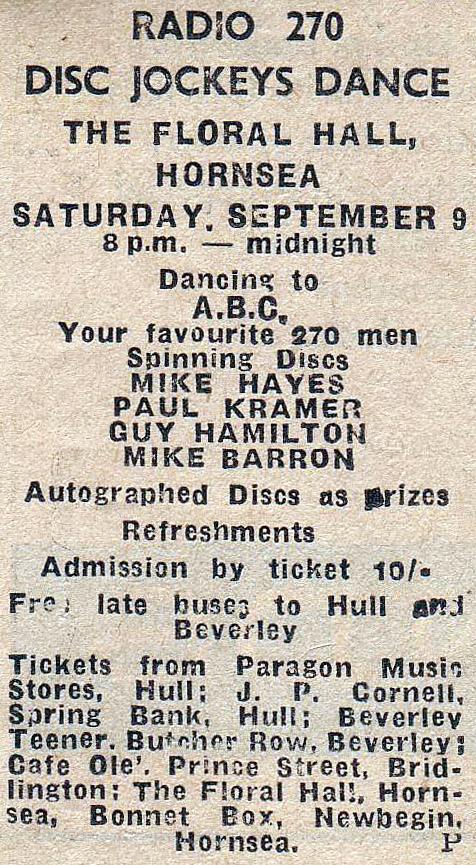 RADIO 270
DISC JOCKEYS DANCE
THE FLORAL HALL,
HORNSEA
SATURDAY, SEPTEMBER 9
8 p.m. — midnight
Dancing to
A.B.C.
Your favourite 270 men
Spinning Discs
MIKE HAYES
PAUL KRAMER
GUY HAMILTON
MIKE BARRON
Autographed Discs as prizes
Refreshments
Admission by ticket 10/-
Free late buses to Hull and
Beverley
Tickets from Paragon Music
Stores, Hull; J. P. Cornell,
Spring Bank, Hull; Beverley
Teener. Butcher Row, Beverley;
Cafe Ole'. Prince Street, Brid-
lington; The Floral Hall, Horn-
sea, Bonnet Box, Newbegin,
Hornsea. P